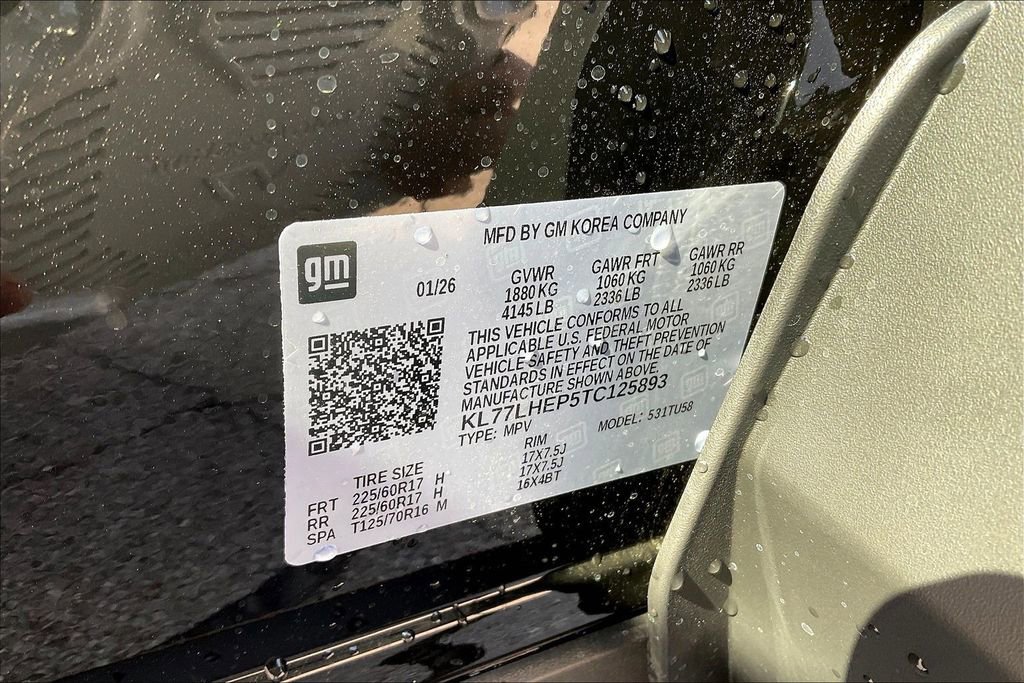 MFD BY GM KOREA COMPANY
gm
01/26
GVWR
1880 KG
4145 LB
GAWR FRT
1060 KG
2336 LB
GAWR RR
1060 KG
2336 LB
THIS VEHICLE CONFORMS TO ALL
APPLICABLE U.S. FEDERAL MOTOR
VEHICLE SAFETY AND THEFT PREVENTION
STANDARDS IN EFFECT ON THE DATE OF
MANUFACTURE SHOWN ABOVE.
KL77LHEP5TC125893
TYPE: MPV
MODEL: 531TU58
TIRE SIZE RIM
FRT 225/60R17 H 17X7.5J
RR 225/60R17 H 17X7.5J
SPA T125/70R16 M 16X4BT